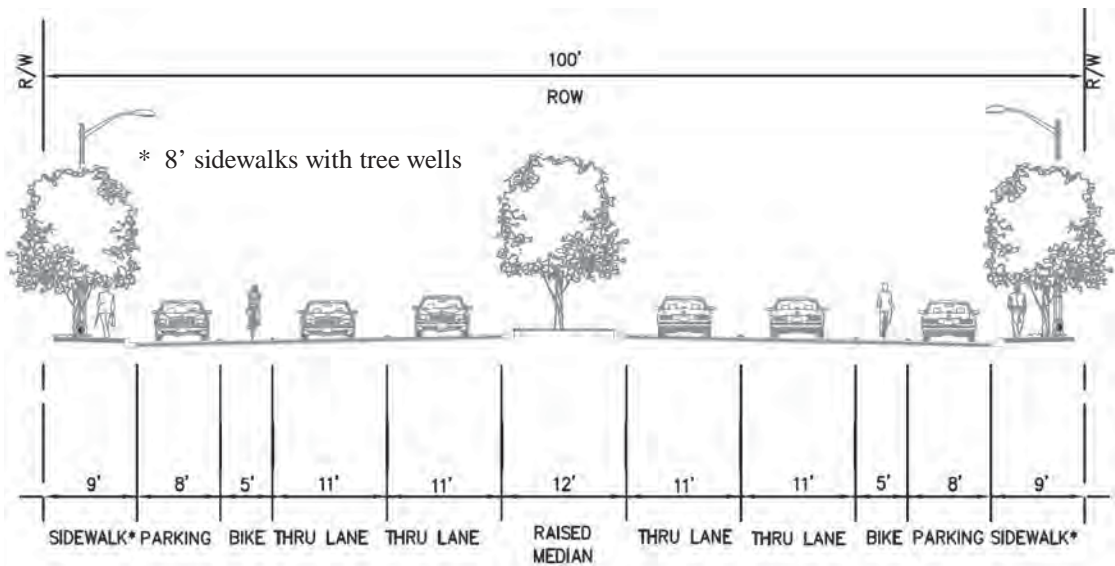 R/W
100'
R/W
ROW
* 8’ sidewalks with tree wells
9' 8' 5' 11' 11' 12' 11' 11' 5' 8' 9'
SIDEWALK* PARKING BIKE THRU LANE THRU LANE RAISED THRU LANE THRU LANE BIKE PARKING SIDEWALK*
MEDIAN